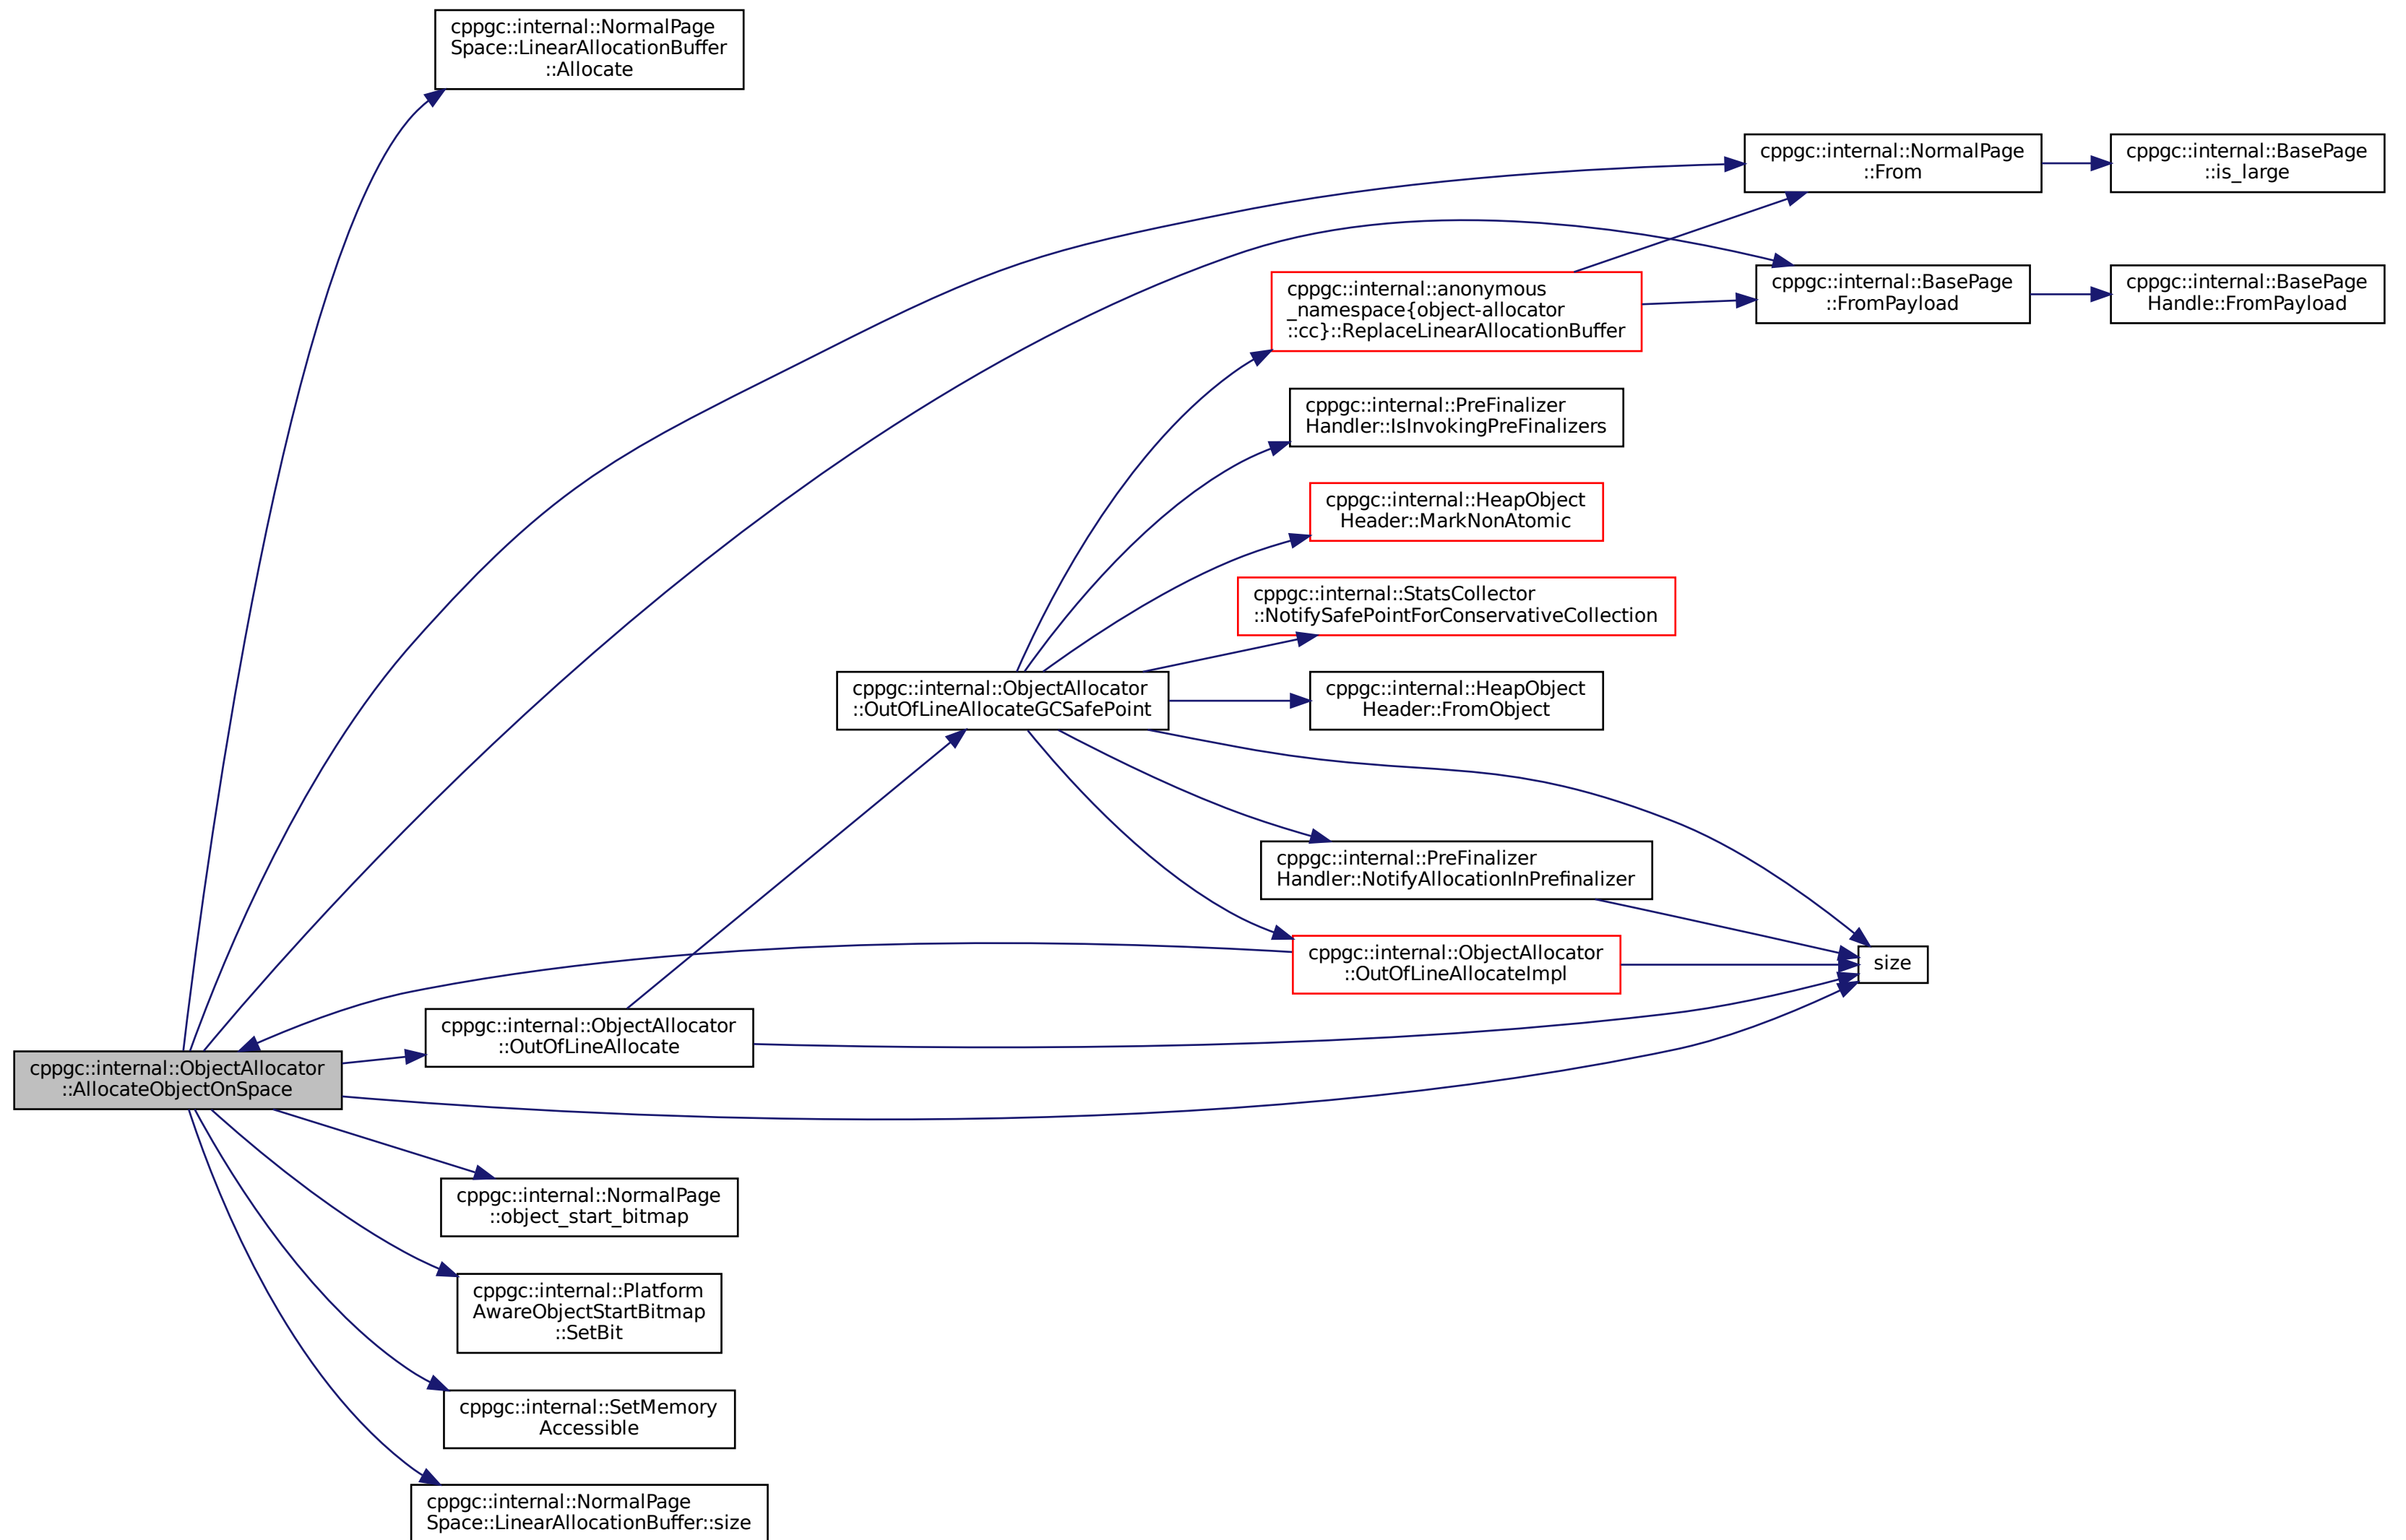 cppgc::internal::NormalPage
Space::LinearAllocationBuffer
::Allocate
cppgc::internal::NormalPage
::From
cppgc::internal::BasePage
::is_large
cppgc::internal::BasePage
::FromPayload
cppgc::internal::BasePage
Handle::FromPayload
cppgc::internal::anonymous
_namespace{object-allocator
::cc}::ReplaceLinearAllocationBuffer
cppgc::internal::PreFinalizer
Handler::IsInvokingPreFinalizers
cppgc::internal::HeapObject
Header::MarkNonAtomic
cppgc::internal::StatsCollector
::NotifySafePointForConservativeCollection
cppgc::internal::ObjectAllocator
::OutOfLineAllocateGCSafePoint
cppgc::internal::HeapObject
Header::FromObject
cppgc::internal::PreFinalizer
Handler::NotifyAllocationInPrefinalizer
cppgc::internal::ObjectAllocator
::OutOfLineAllocateImpl
size
cppgc::internal::ObjectAllocator
::OutOfLineAllocate
cppgc::internal::ObjectAllocator
::AllocateObjectOnSpace
cppgc::internal::NormalPage
::object_start_bitmap
cppgc::internal::Platform
AwareObjectStartBitmap
::SetBit
cppgc::internal::SetMemory
Accessible
cppgc::internal::NormalPage
Space::LinearAllocationBuffer::size